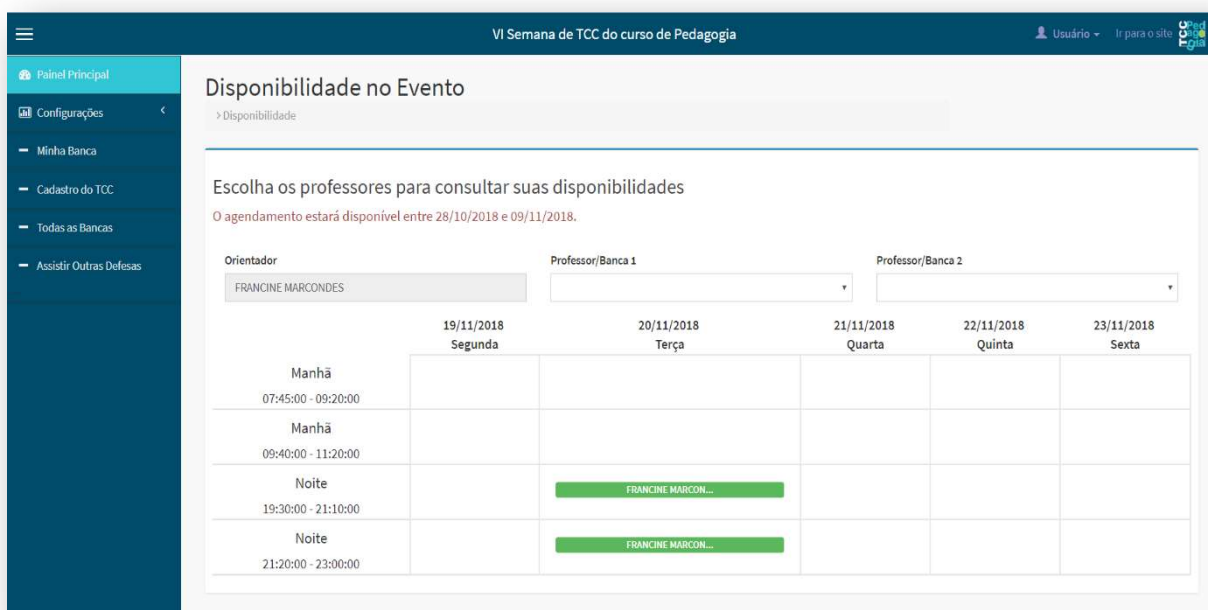 VI Semana de TCC do curso de Pedagogia
Usuário
Ir para o site
TCC Pedagogia
Painel Principal
Configurações
Minha Banca
Cadastro do TCC
Todas as Bancas
Assistir Outras Defesas
Disponibilidade no Evento
> Disponibilidade
Escolha os professores para consultar suas disponibilidades
O agendamento estará disponível entre 28/10/2018 e 09/11/2018.
Orientador
Professor/Banca 1
Professor/Banca 2
FRANCINE MARCONDES
19/11/2018
Segunda
20/11/2018
Terça
21/11/2018
Quarta
22/11/2018
Quinta
23/11/2018
Sexta
Manhã
07:45:00 - 09:20:00
Manhã
09:40:00 - 11:20:00
Noite
19:30:00 - 21:10:00
FRANCINE MARCON...
Noite
21:20:00 - 23:00:00
FRANCINE MARCON...